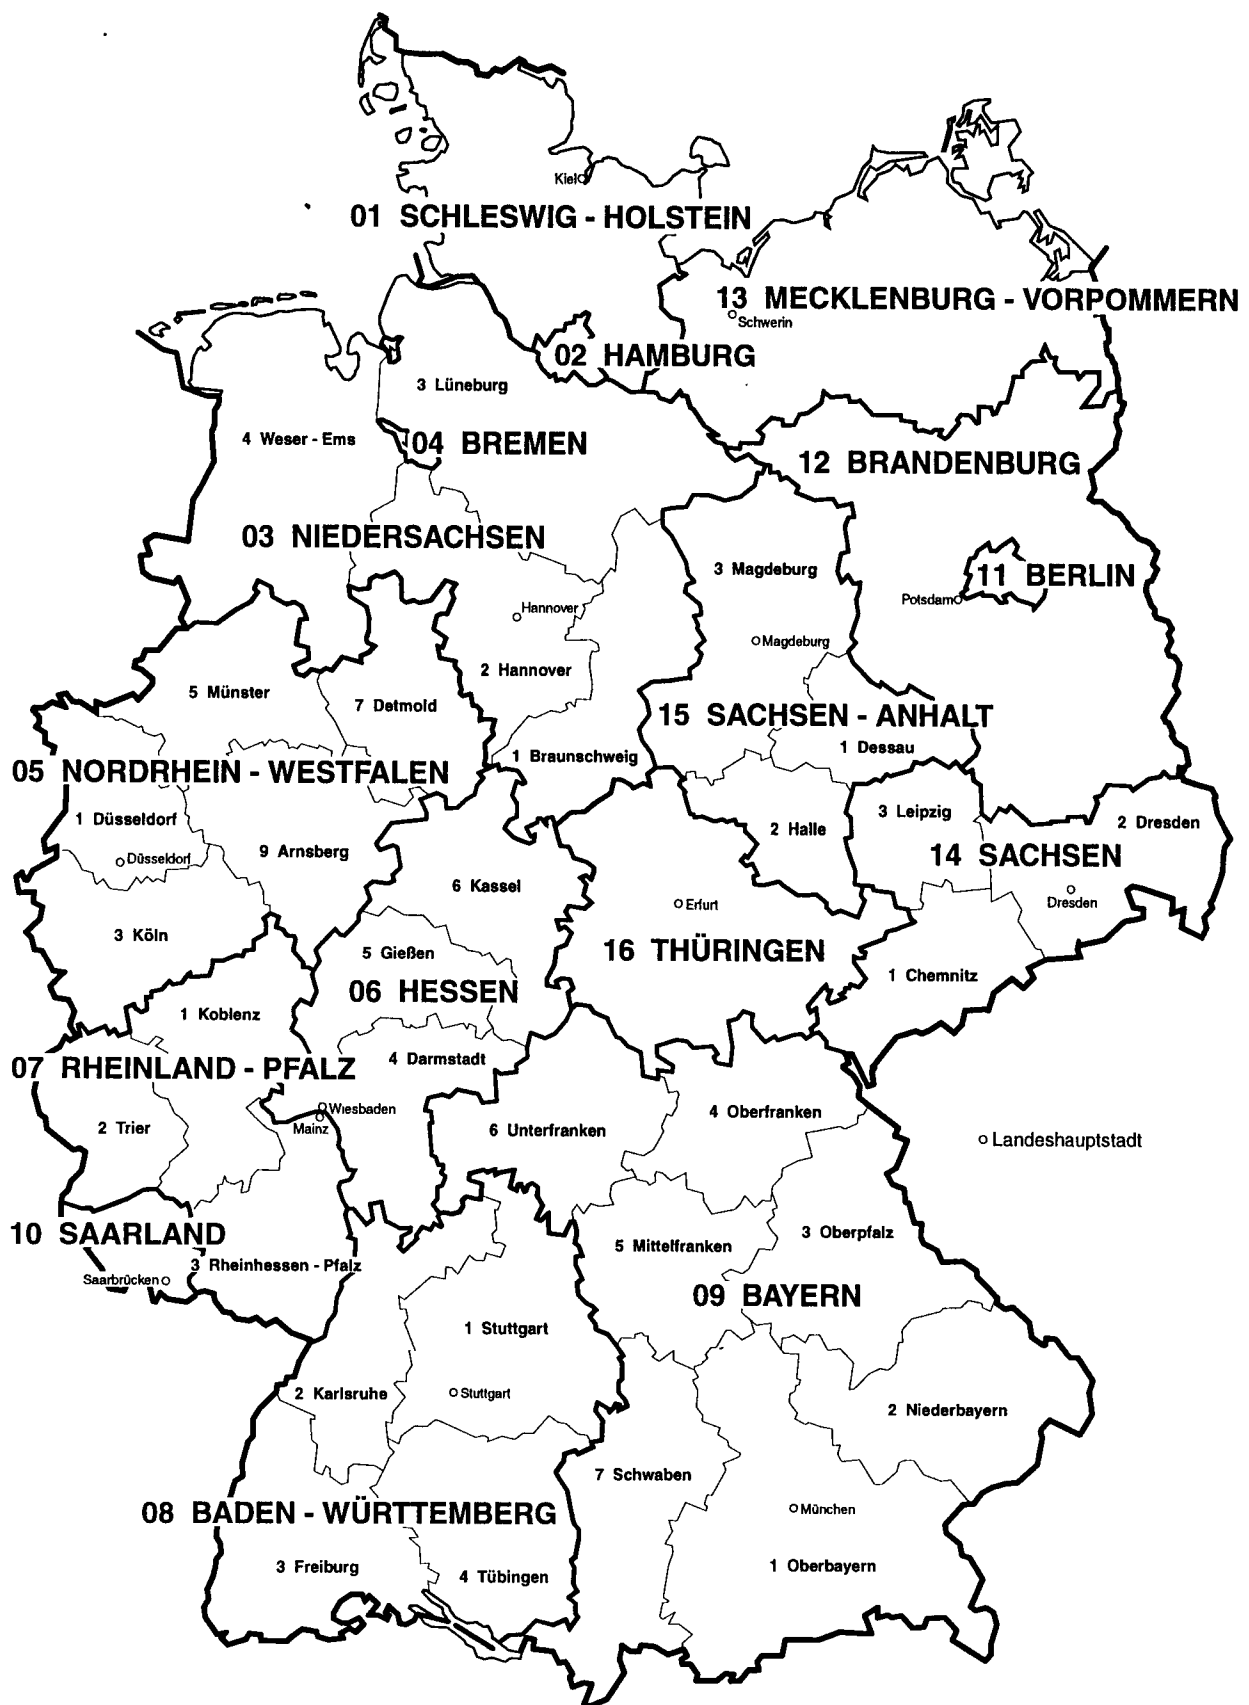 Kiel
01 SCHLESWIG - HOLSTEIN
13 MECKLENBURG - VORPOMMERN
Schwerin
02 HAMBURG
3 Lüneburg
4 Weser - Ems
04 BREMEN
12 BRANDENBURG
03 NIEDERSACHSEN
3 Magdeburg
11 BERLIN
Potsdam
Hannover
Magdeburg
2 Hannover
5 Münster
7 Detmold
15 SACHSEN - ANHALT
1 Dessau
1 Braunschweig
05 NORDRHEIN - WESTFALEN
3 Leipzig
1 Düsseldorf
2 Halle
2 Dresden
9 Arnsberg
Düsseldorf
14 SACHSEN
6 Kassel
Erfurt
Dresden
3 Köln
5 Gießen
16 THÜRINGEN
1 Chemnitz
06 HESSEN
1 Koblenz
4 Darmstadt
07 RHEINLAND - PFALZ
Wiesbaden
4 Oberfranken
Mainz
2 Trier
6 Unterfranken
Landeshauptstadt
10 SAARLAND
3 Oberpfalz
5 Mittelfranken
3 Rheinhessen - Pfalz
Saarbrücken
09 BAYERN
1 Stuttgart
2 Karlsruhe
Stuttgart
2 Niederbayern
7 Schwaben
München
08 BADEN - WÜRTTEMBERG
3 Freiburg
1 Oberbayern
4 Tübingen